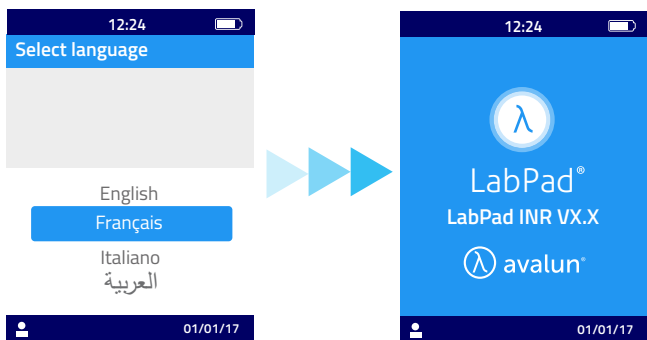 12:24
Select language
English
Français
Italiano
العربية
01/01/17
12:24
λ
LabPad®
LabPad INR VX.X
λ avalun®
01/01/17